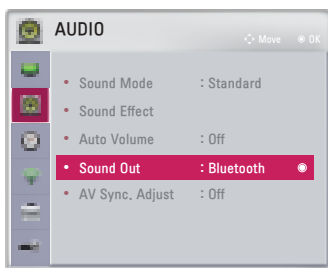 AUDIO
Move OK
• Sound Mode : Standard
• Sound Effect
• Auto Volume : Off
• Sound Out : Bluetooth
• AV Sync. Adjust : Off